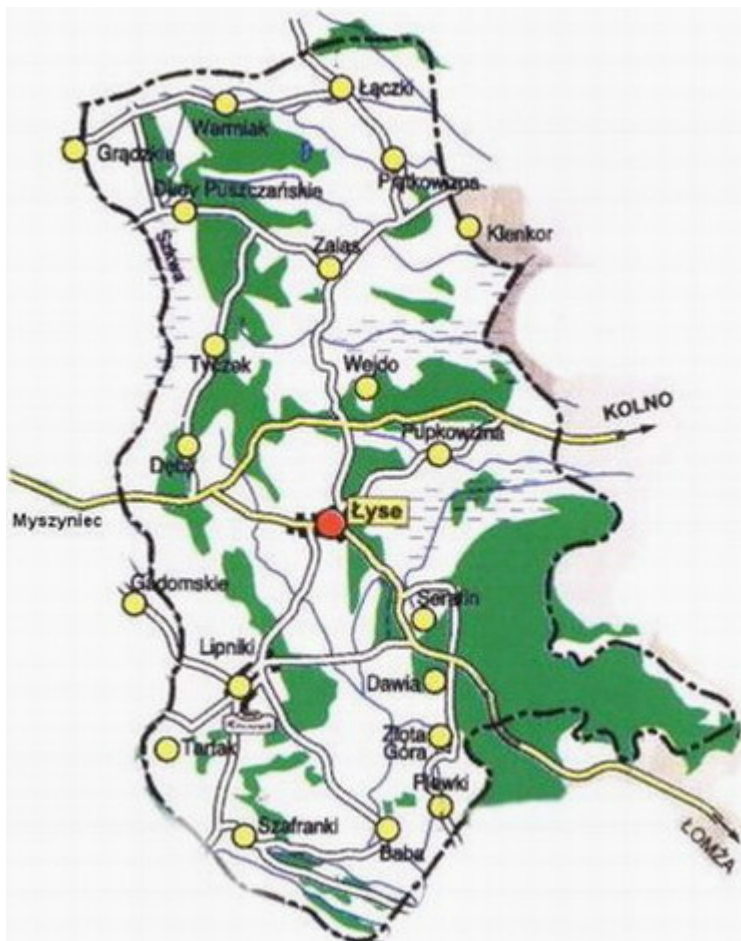 Łączki
Warmiak
Grądzkie
Piątkowizna
Dudy Puszczańskie
Klenkor
Zalas
Szkwa
Tyczek
Wejdo
KOLNO
Pupkowizna
Dęby
Łyse
Myszyniec
Gadomskie
Serafin
Lipniki
Dawia
Złota
Góra
Tartak
Plewki
Szafranki
Baba
ŁOMŻA